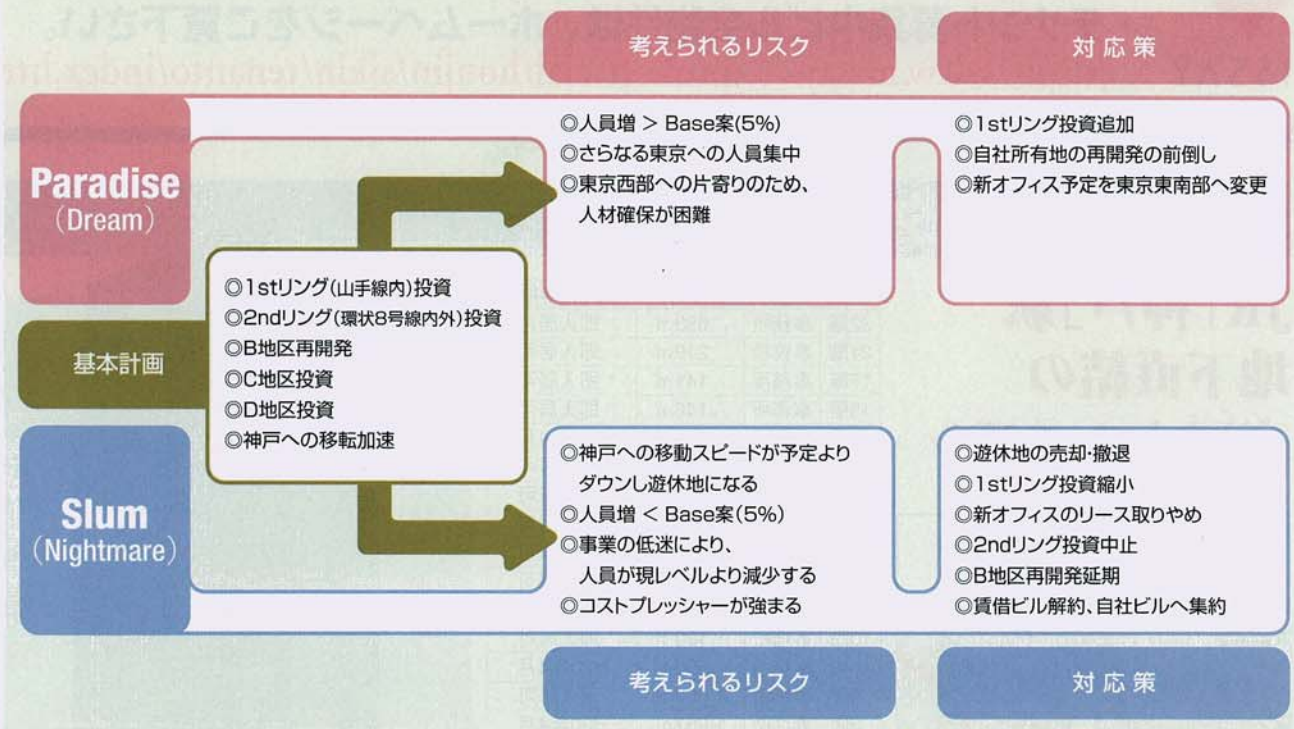 考えられるリスク
対応策
Paradise
（Dream）
◎人員増 > Base案(5%)
◎さらなる東京への人員集中
◎東京西部への片寄りのため、
人材確保が困難
◎1stリング投資追加
◎自社所有地の再開発の前倒し
◎新オフィス予定を東京東南部へ変更
基本計画
◎1stリング(山手線内)投資
◎2ndリング(環状8号線内外)投資
◎B地区再開発
◎C地区投資
◎D地区投資
◎神戸への移転加速
Slum
（Nightmare）
◎神戸への移動スピードが予定より
ダウンし遊休地になる
◎人員増 < Base案（5%）
◎事業の低迷により、
人員が現レベルより減少する
◎コストプレッシャーが強まる
◎遊休地の売却・撤退
◎1stリング投資縮小
◎新オフィスのリース取りやめ
◎2ndリング投資中止
◎B地区再開発延期
◎賃借ビル解約、自社ビルへ集約
考えられるリスク
対応策